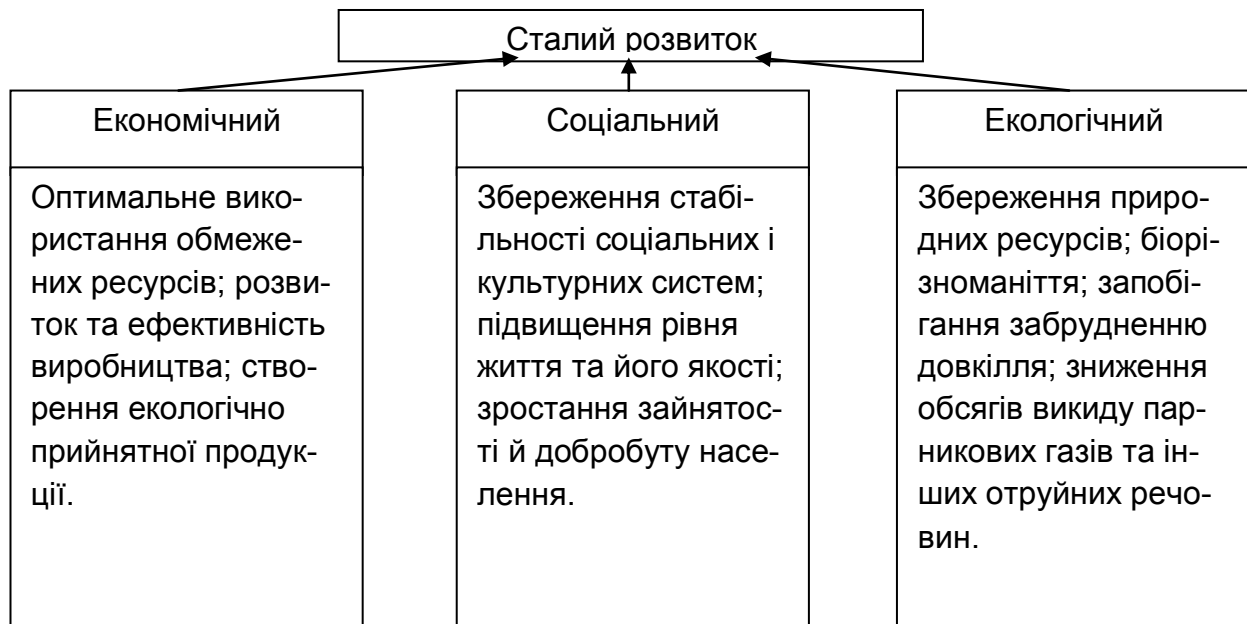 Сталий розвиток
Економічний
Оптимальне вико-
ристання обмеже-
них ресурсів; розви-
ток та ефективність
виробництва; ство-
рення екологічно
прийнятної продук-
ції.
Соціальний
Збереження стабі-
льності соціальних і
культурних систем;
підвищення рівня
життя та його якості;
зростання зайнятос-
ті й добробуту насе-
лення.
Екологічний
Збереження приро-
дних ресурсів; біорі-
зноманіття; запобі-
гання забрудненню
довкілля; зниження
обсягів викиду пар-
никових газів та ін-
ших отруйних речо-
вин.